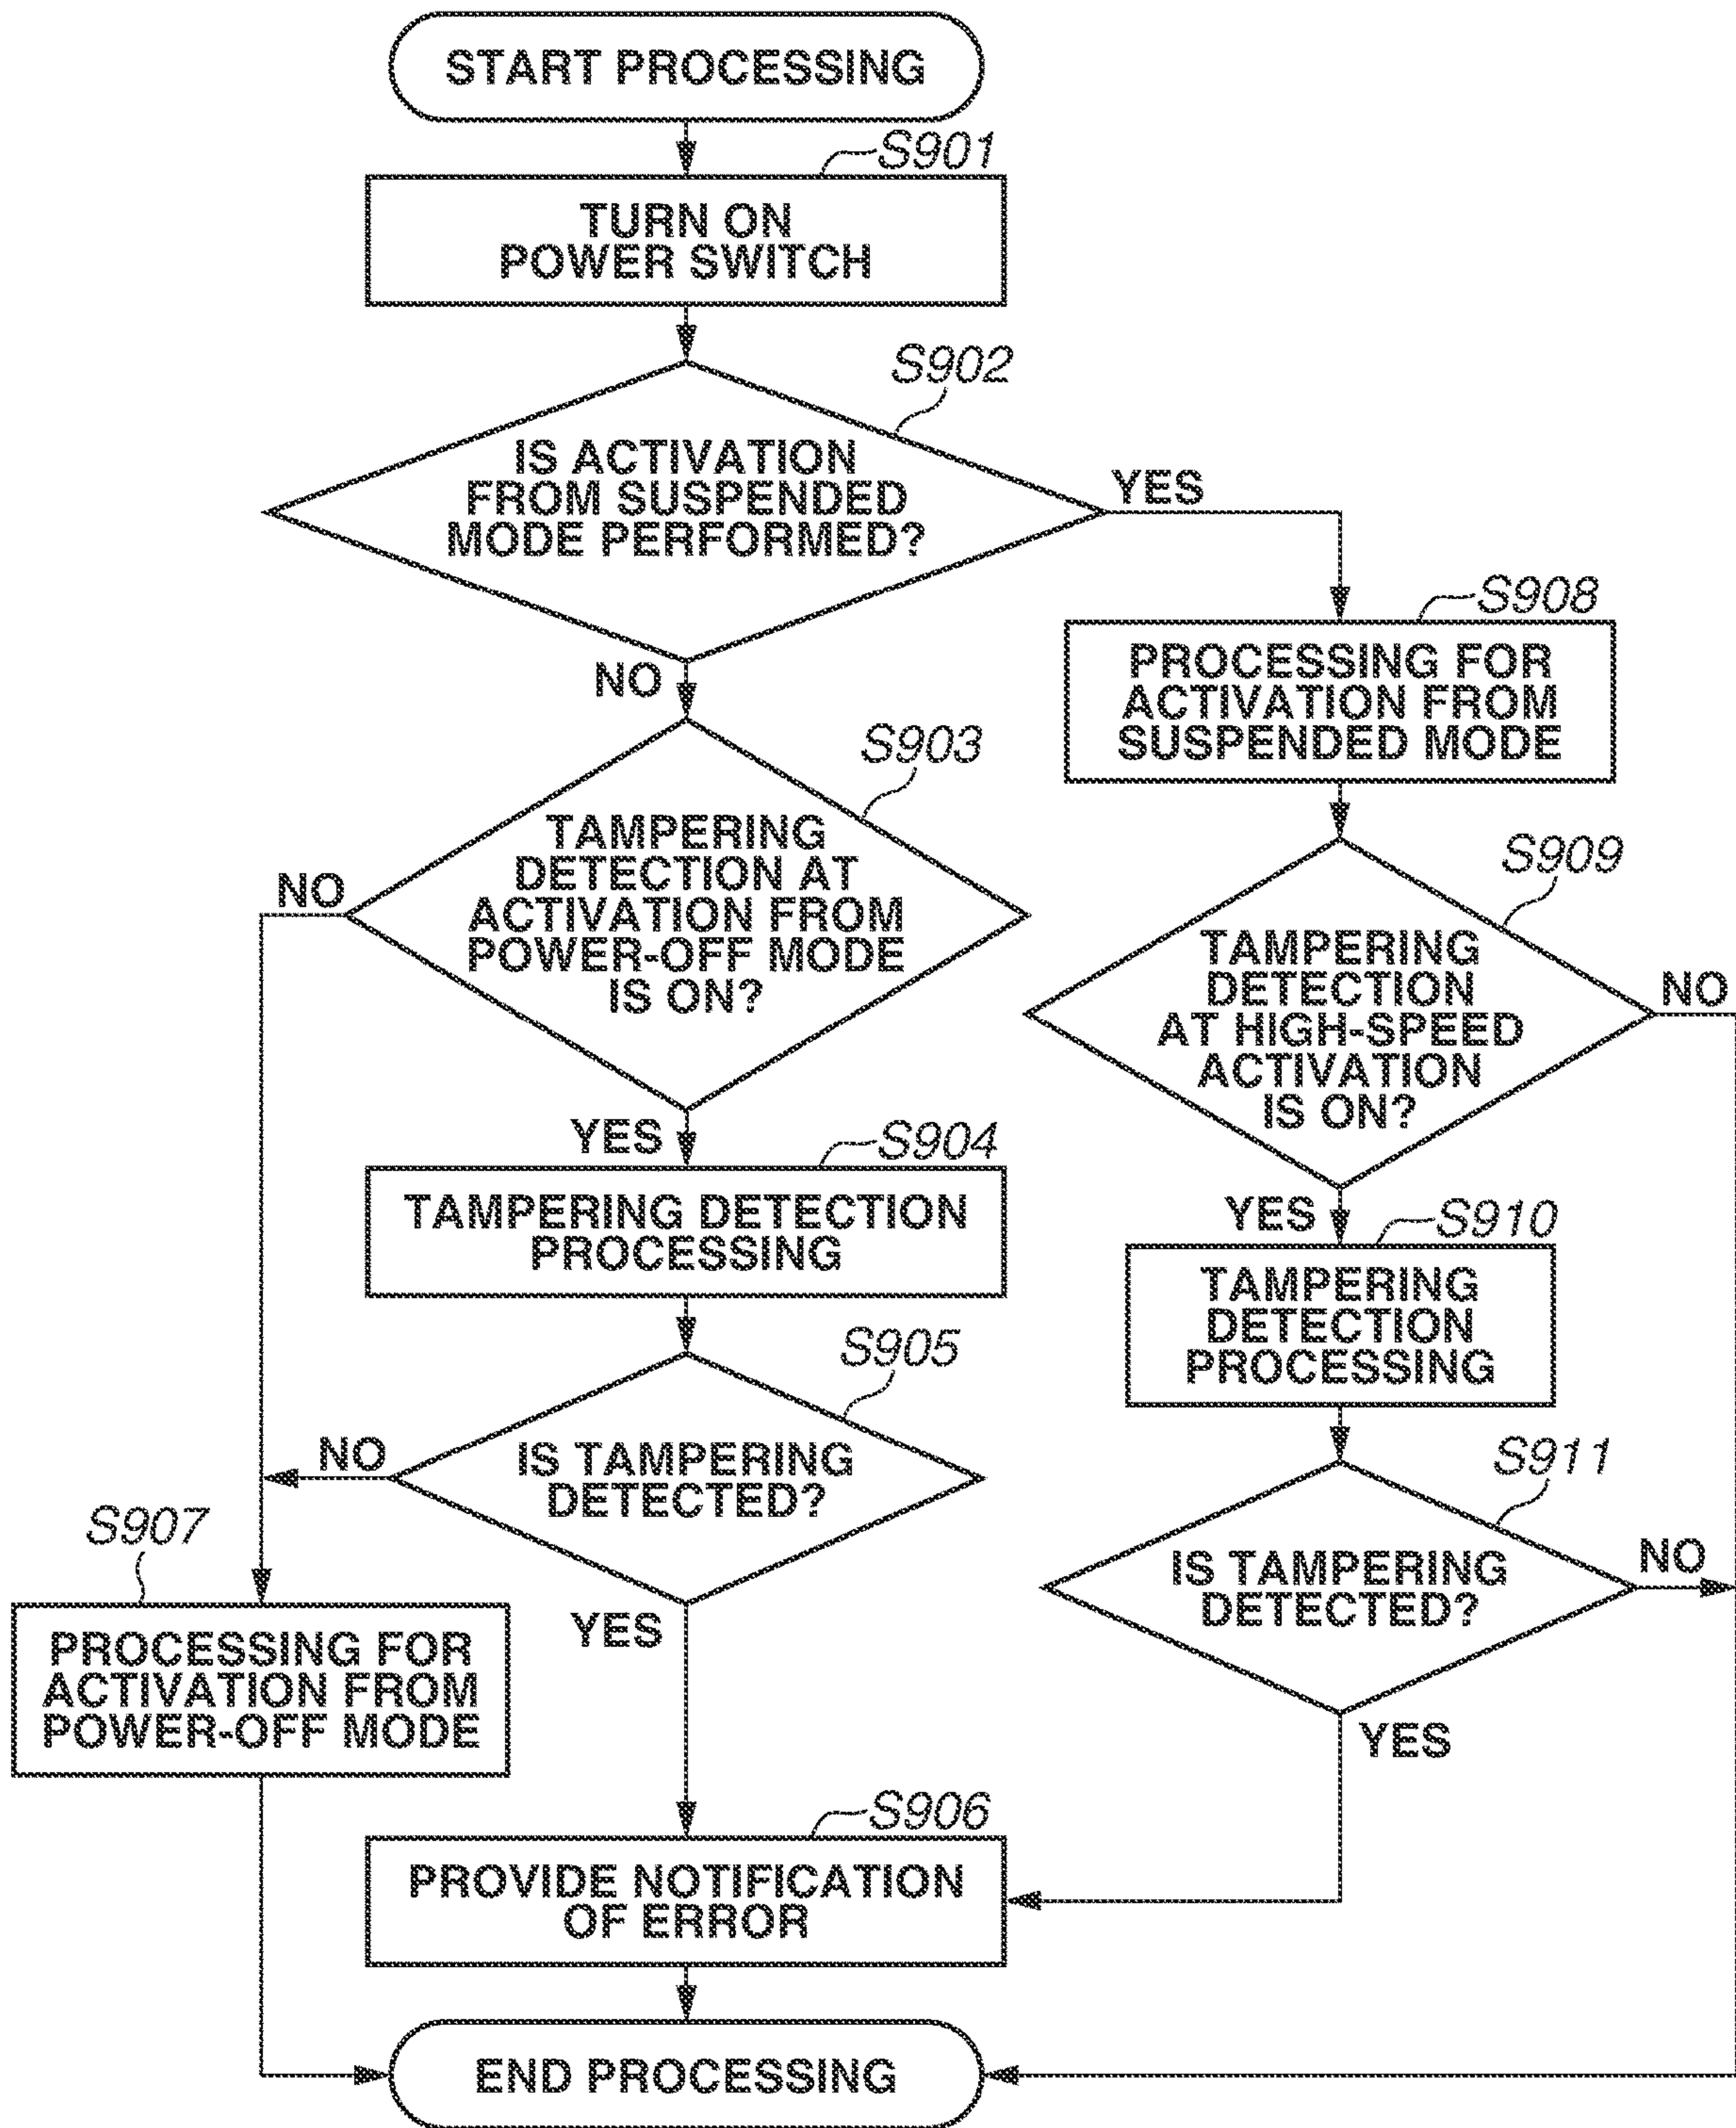 START PROCESSING
S901
TURN ON
POWER SWITCH
S902
IS ACTIVATION
FROM SUSPENDED
MODE PERFORMED?
YES
NO
S908
PROCESSING FOR
ACTIVATION FROM
SUSPENDED MODE
S903
TAMPERING
DETECTION AT
ACTIVATION FROM
POWER-OFF MODE
IS ON?
NO
YES
S909
TAMPERING
DETECTION
AT HIGH-SPEED
ACTIVATION
IS ON?
NO
YES
S904
TAMPERING DETECTION
PROCESSING
S910
TAMPERING
DETECTION
PROCESSING
S905
IS TAMPERING
DETECTED?
NO
YES
S911
IS TAMPERING
DETECTED?
NO
YES
S907
PROCESSING FOR
ACTIVATION FROM
POWER-OFF MODE
S906
PROVIDE NOTIFICATION
OF ERROR
END PROCESSING